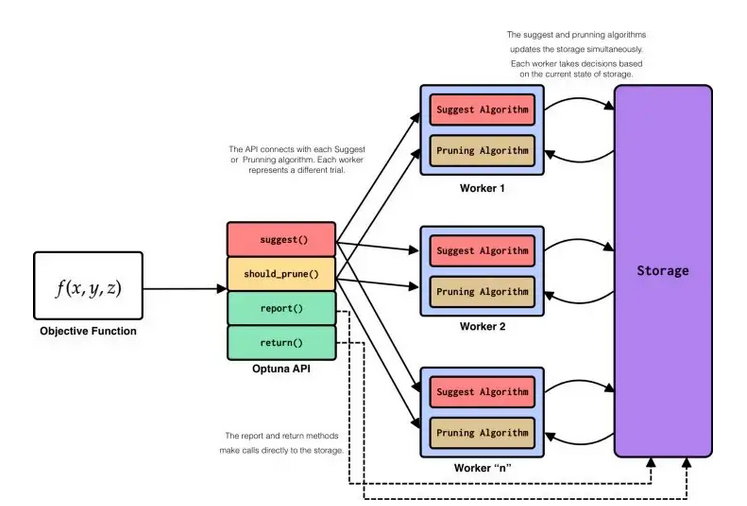 The suggest and prunning algorithms
updates the storage simultaneously.
Each worker takes decisions based
on the current state of storage.
Suggest Algorithm
Pruning Algorithm
Worker 1
The API connects with each Suggest
or Prunning algorithm. Each worker
represents a different trial.
suggest()
should_prune()
report()
return()
Optuna API
f(x, y, z)
Objective Function
Suggest Algorithm
Pruning Algorithm
Worker 2
Storage
Suggest Algorithm
Pruning Algorithm
Worker “n”
The report and return methods
make calls directly to the storage.